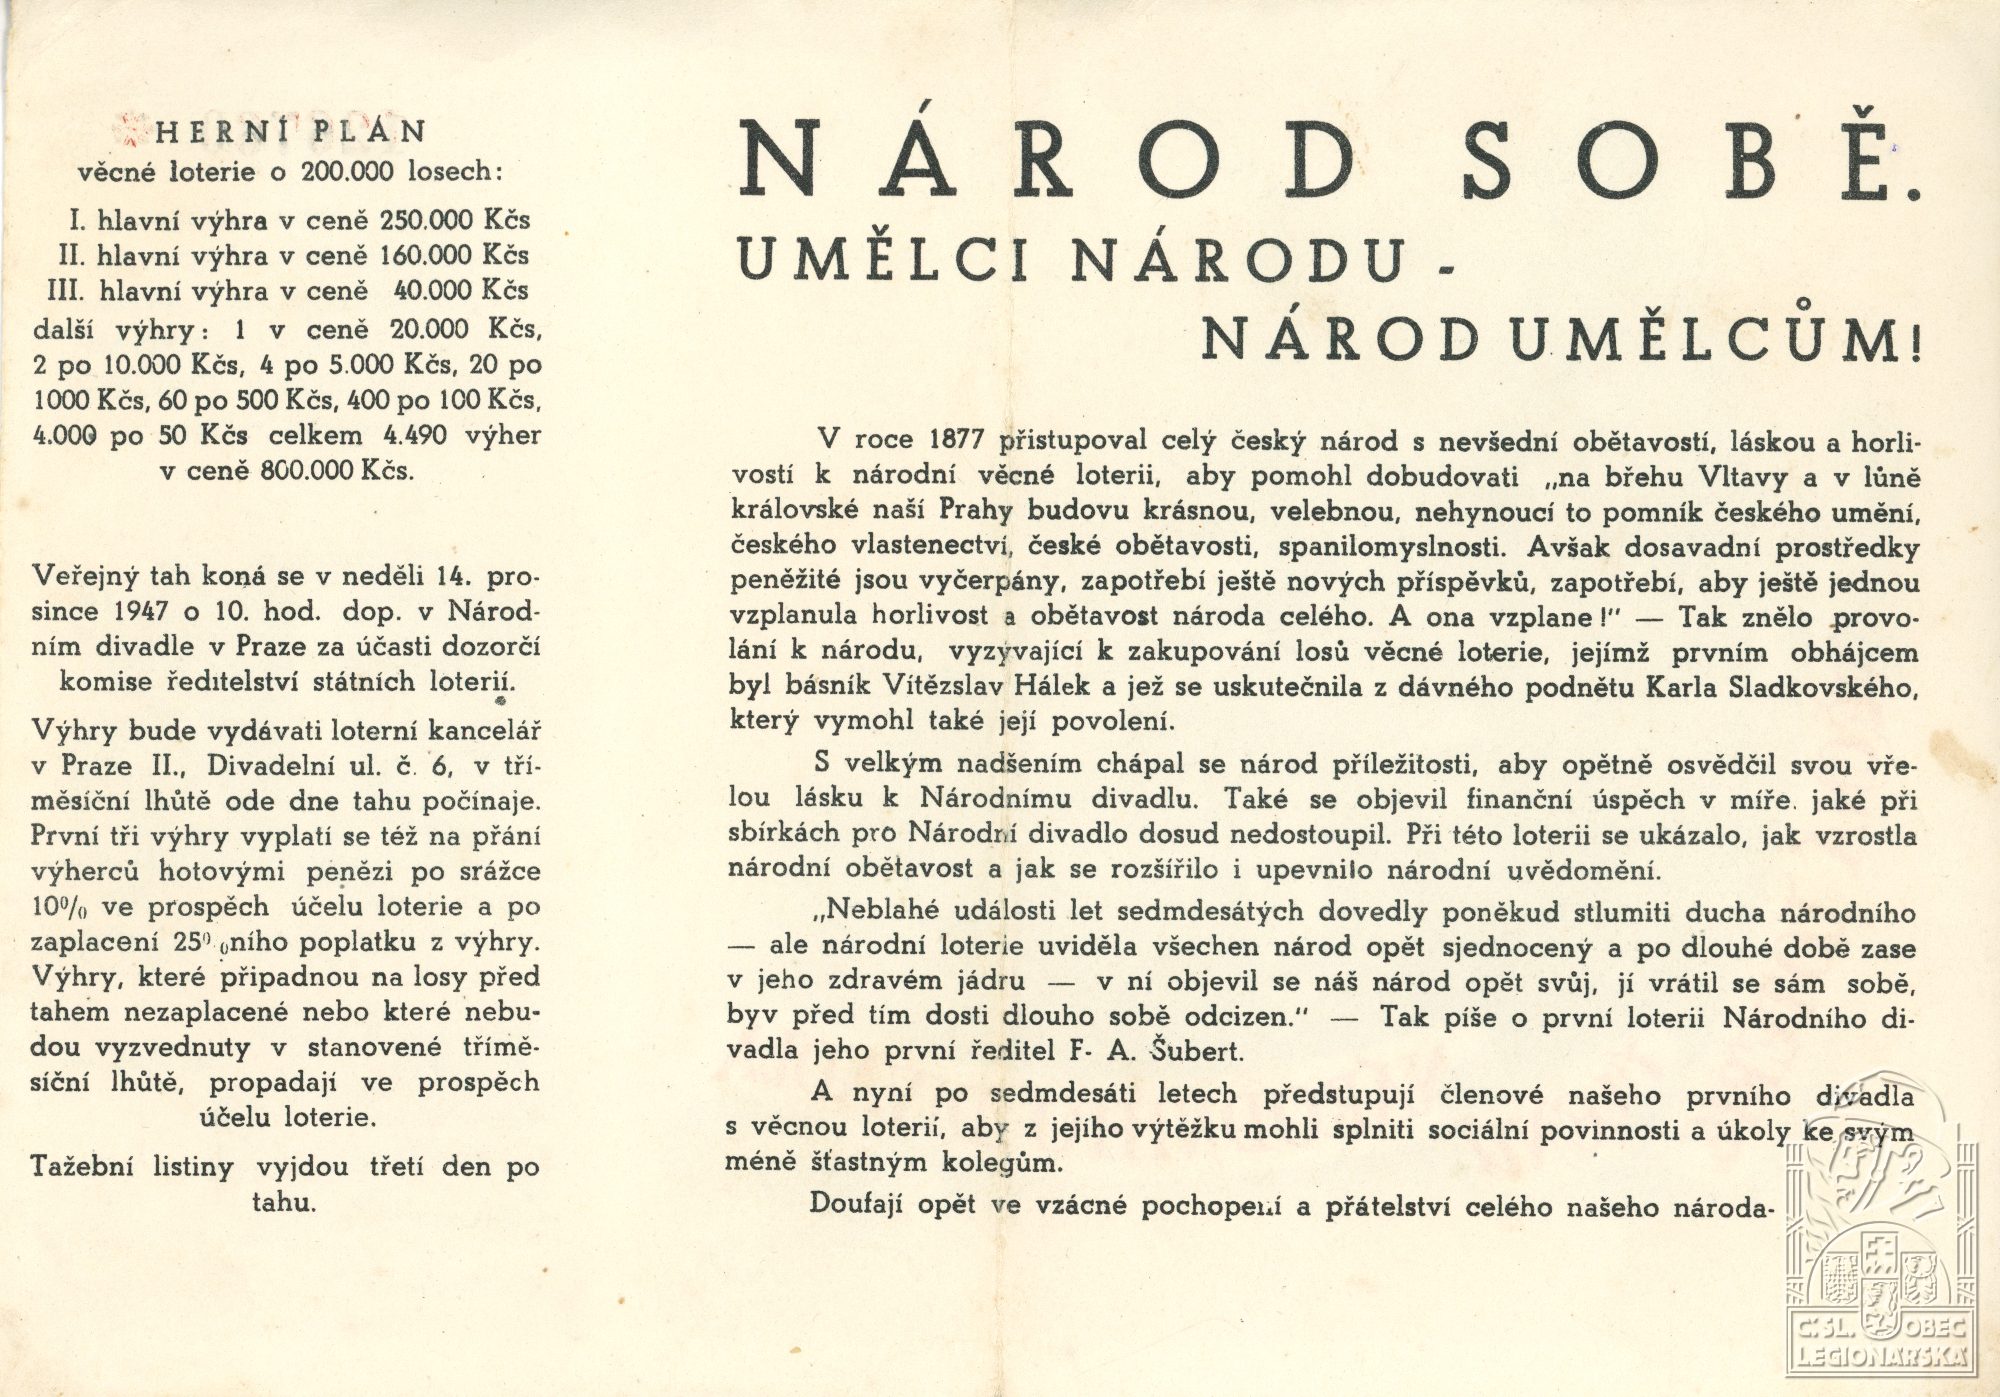 HERNÍ PLÁN
věcné loterie o 200.000 losech:
I. hlavní výhra v ceně 250.000 Kčs
II. hlavní výhra v ceně 160.000 Kčs
III. hlavní výhra v ceně 40.000 Kčs
další výhry: 1 v ceně 20.000 Kčs,
2 po 10.000 Kčs, 4 po 5.000 Kčs, 20 po
1000 Kčs, 60 po 500 Kčs, 400 po 100 Kčs,
4.000 po 50 Kčs celkem 4.490 výher
v ceně 800.000 Kčs.
Veřejný tah koná se v neděli 14. pro-
since 1947 o 10. hod. dop. v Národ-
ním divadle v Praze za účasti dozorčí
komise ředitelství státních loterií.
Výhry bude vydávati loterní kancelář
v Praze II., Divadelní ul. č. 6, v tří-
měsíční lhůtě ode dne tahu počínaje.
První tři výhry vyplatí se též na přání
výherců hotovými penězi po srážce
10% ve prospěch účelu loterie a po
zaplacení 25%ního poplatku z výhry.
Výhry, které připadnou na losy před
tahem nezaplacené nebo které nebu-
dou vyzvednuty v stanovené tříмě-
síční lhůtě, propadají ve prospěch
účelu loterie.
Tažební listiny vyjdou třetí den po
tahu.
NÁROD SOBĚ.
UMĚLCI NÁRODU -
NÁROD UMĚLCŮM!
V roce 1877 přistupoval celý český národ s nevšední obětavostí, láskou a horli-
vostí k národní věcné loterii, aby pomohl dobudovati „na břehu Vltavy a v lůně
královské naší Prahy budovu krásnou, velebnou, nehynoucí to pomník českého umění,
českého vlastenectví, české obětavosti, spanilomyslnosti. Avšak dosavadní prostředky
peněžité jsou vyčerpány, zapotřebí ještě nových příspěvků, zapotřebí, aby ještě jednou
vzplanula horlivost a obětavost národa celého. A ona vzplane!" — Tak znělo provo-
lání k národu, vyzývající k zakupování losů věcné loterie, jejímž prvním obhájcem
byl básník Vítězslav Hálek a jež se uskutečnila z dávného podnětu Karla Sladkovského,
který vymohl také její povolení.
S velkým nadšením chápal se národ příležitosti, aby opětně osvědčil svou vře-
lou lásku k Národnímu divadlu. Také se objevil finanční úspěch v míře. jaké při
sbírkách pro Národní divadlo dosud nedostoupil. Při této loterii se ukázalo, jak vzrostla
národní obětavost a jak se rozšířilo i upevnilo národní uvědomění.
„Neblahé události let sedmdesátých dovedly poněkud stlumiti ducha národního
— ale národní loterie uviděla všechen národ opět sjednocený a po dlouhé době zase
v jeho zdravém jádru — v ní objevil se náš národ opět svůj, jí vrátil se sám sobě,
byv před tím dosti dlouho sobě odcizen." — Tak píše o první loterii Národního di-
vadla jeho první ředitel F- A. Šubert.
A nyní po sedmdesáti letech předstupují členové našeho prvního divadla
s věcnou loterií, aby z jejího výtěžku mohli splniti sociální povinnosti a úkoly ke svým
méně šťastným kolegům.
Doufají opět ve vzácné pochopení a přátelství celého našeho národa-
Č. SL. OBEC
LEGIONÁŘSKÁ